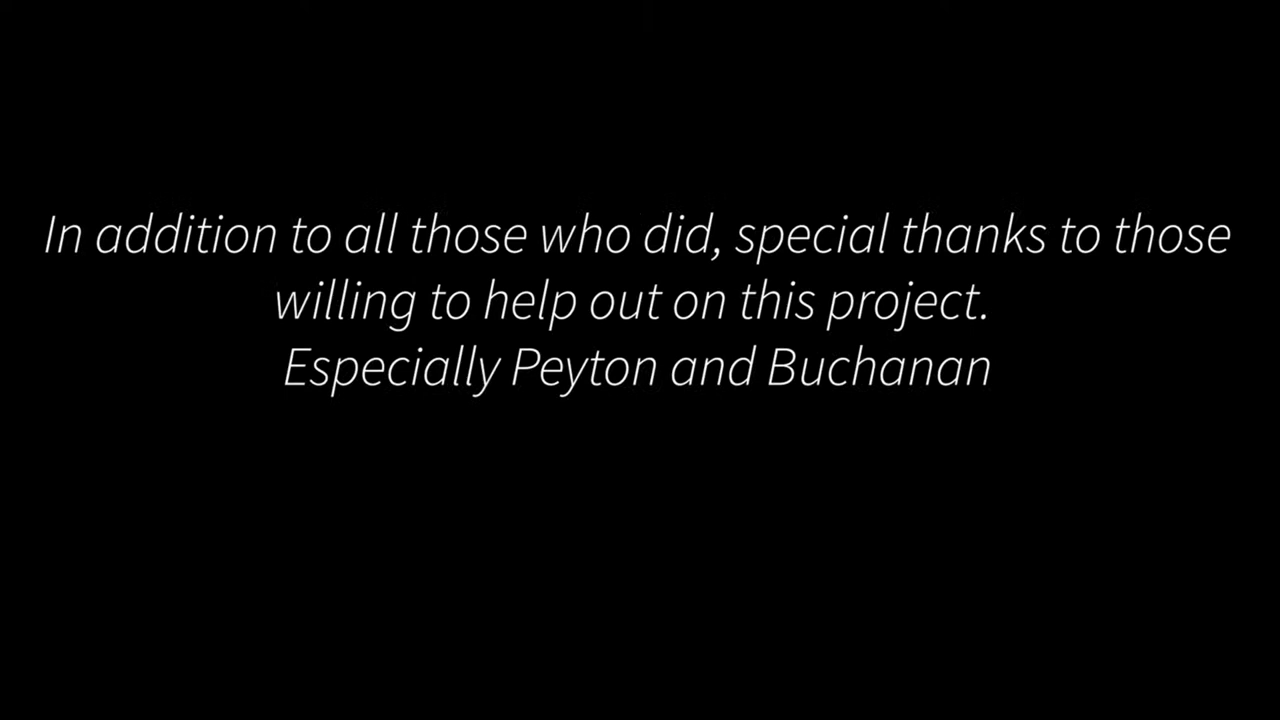 In addition to all those who did, special thanks to those
willing to help out on this project.
Especially Peyton and Buchanan